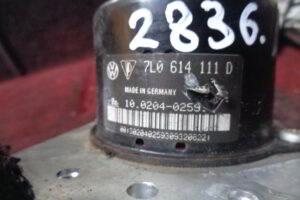 2836.
7L0 614 111 D
MADE IN GERMANY
10.0204-0259.